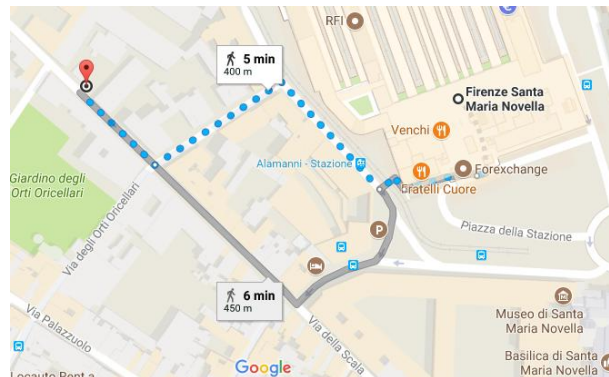 RFI
5 min
400 m
Firenze Santa
Maria Novella
Venchi
Alamanni - Stazione
Forexchange
Fratelli Cuore
Giardino degli
Orti Oricellari
Via degli Orti Oricellari
P
Piazza della Stazione
6 min
450 m
Museo di Santa
Maria Novella
Via Palazzuolo
Via della Scala
Basilica di Santa
Maria Novella
Google
Locauto Rent a